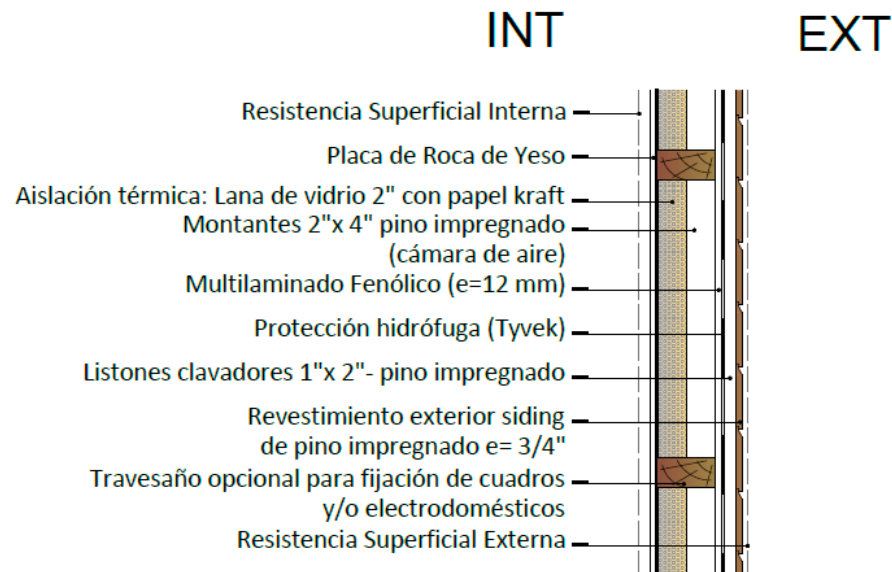 INT
EXT
Resistencia Superficial Interna
Placa de Roca de Yeso
Aislación térmica: Lana de vidrio 2" con papel kraft
Montantes 2"x 4" pino impregnado
(cámara de aire)
Multilaminado Fenólico (e=12 mm)
Protección hidrófuga (Tyvek)
Listones clavadores 1"x 2"- pino impregnado
Revestimiento exterior siding
de pino impregnado e= 3/4"
Travesaño opcional para fijación de cuadros
y/o electrodomésticos
Resistencia Superficial Externa